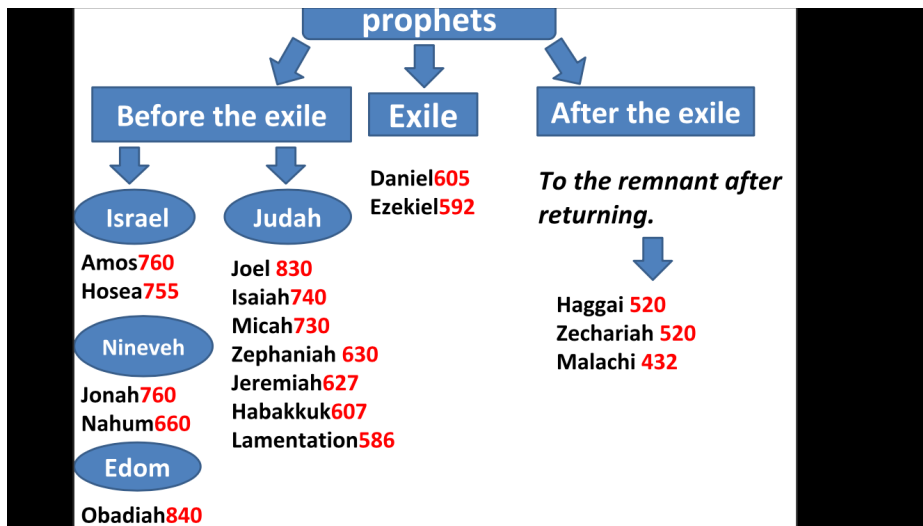 prophets
Before the exile
Exile
After the exile
Israel
Amos760
Hosea755
Nineveh
Jonah760
Nahum660
Edom
Obadiah840
Judah
Joel 830
Isaiah740
Micah730
Zephaniah 630
Jeremiah627
Habakkuk607
Lamentation586
Daniel605
Ezekiel592
To the remnant after
returning.
Haggai 520
Zechariah 520
Malachi 432